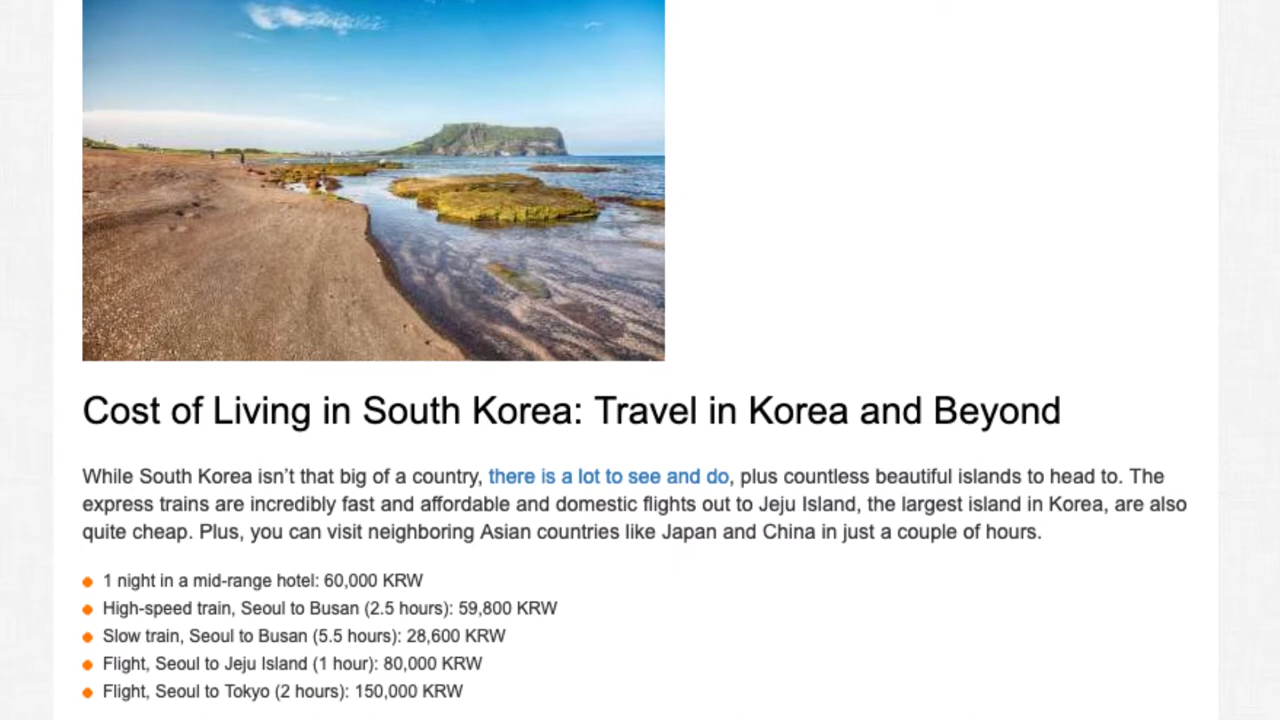 Cost of Living in South Korea: Travel in Korea and Beyond
While South Korea isn’t that big of a country, there is a lot to see and do, plus countless beautiful islands to head to. The
express trains are incredibly fast and affordable and domestic flights out to Jeju Island, the largest island in Korea, are also
quite cheap. Plus, you can visit neighboring Asian countries like Japan and China in just a couple of hours.
1 night in a mid-range hotel: 60,000 KRW
High-speed train, Seoul to Busan (2.5 hours): 59,800 KRW
Slow train, Seoul to Busan (5.5 hours): 28,600 KRW
Flight, Seoul to Jeju Island (1 hour): 80,000 KRW
Flight, Seoul to Tokyo (2 hours): 150,000 KRW